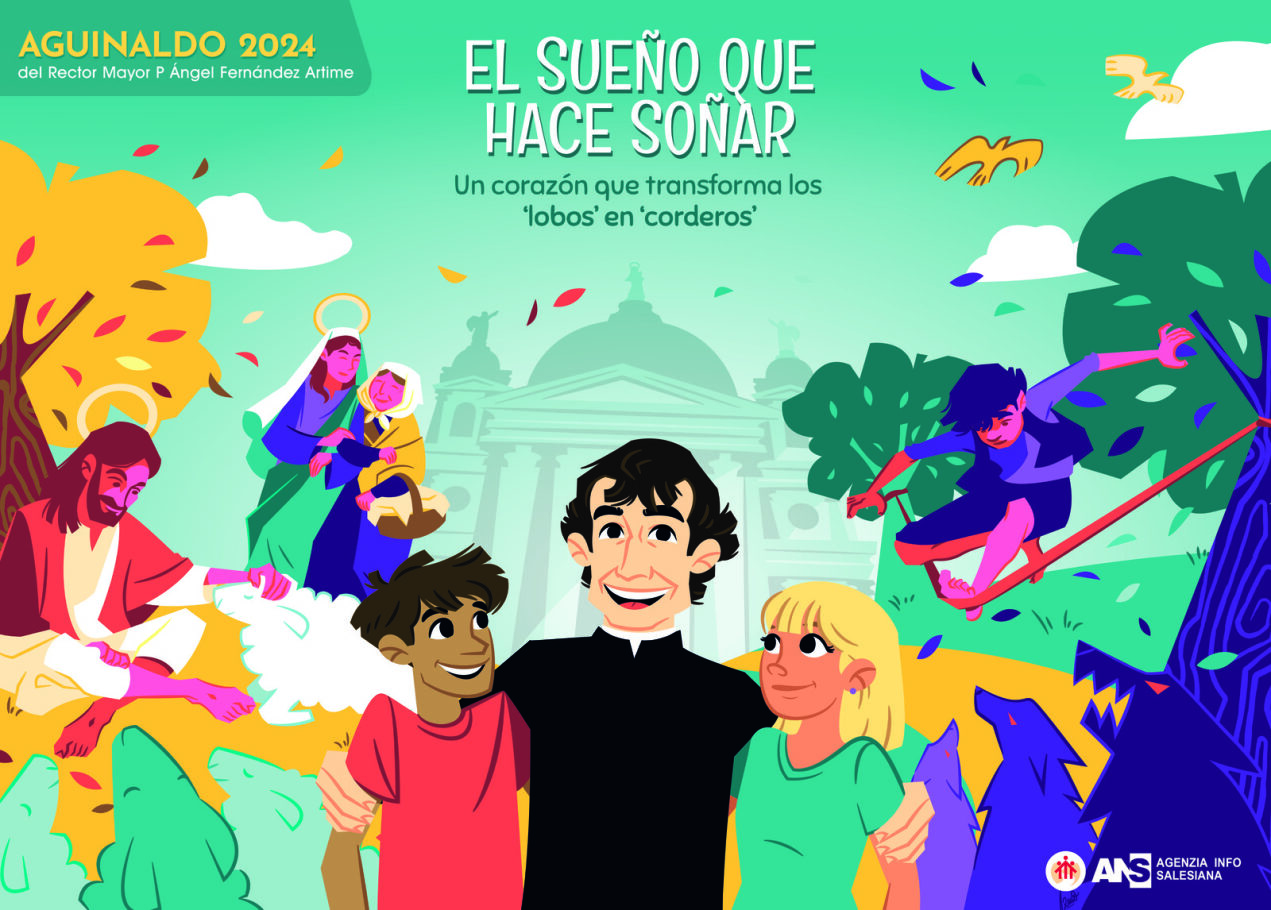 AGUINALDO 2024
del Rector Mayor P Ángel Fernández Artime
EL SUEÑO QUE
HACE SOÑAR
Un corazón que transforma los
‘lobos’ en ‘corderos’
ANS
AGENZIA INFO
SALESIANA